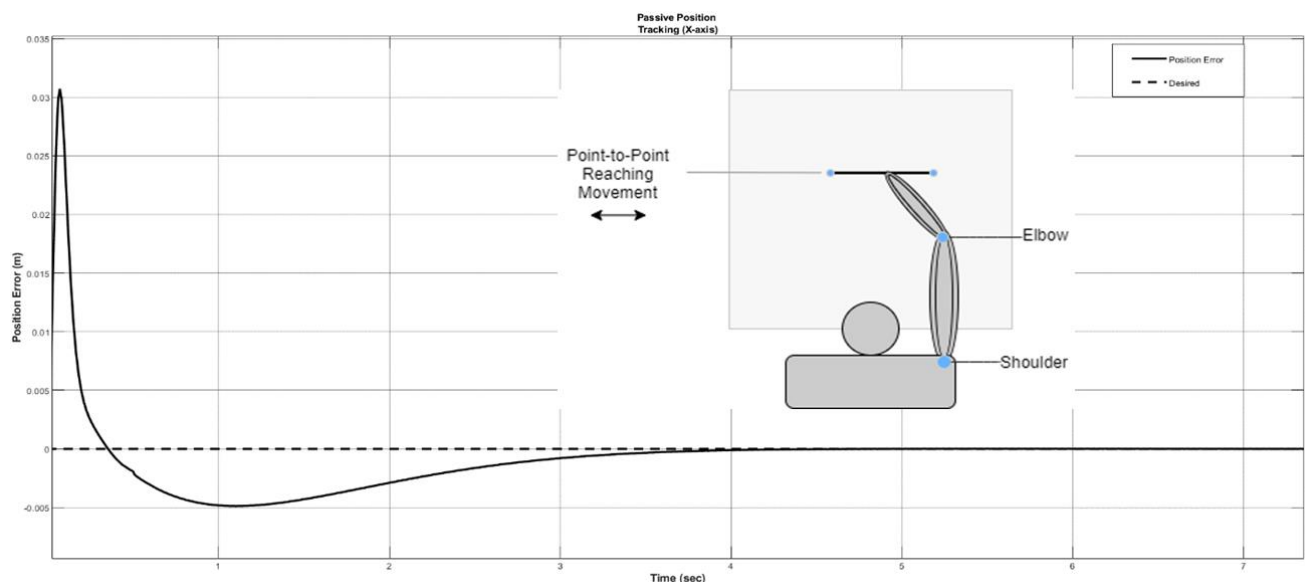 Passive Position
Tracking (X-axis)
0.035
0.03
0.025
0.02
0.015
0.01
0.005
0
-0.005
Position Error (m)
Position Error
Desired
Point-to-Point
Reaching
Movement
Elbow
Shoulder
1
2
3
4
5
6
7
Time (sec)